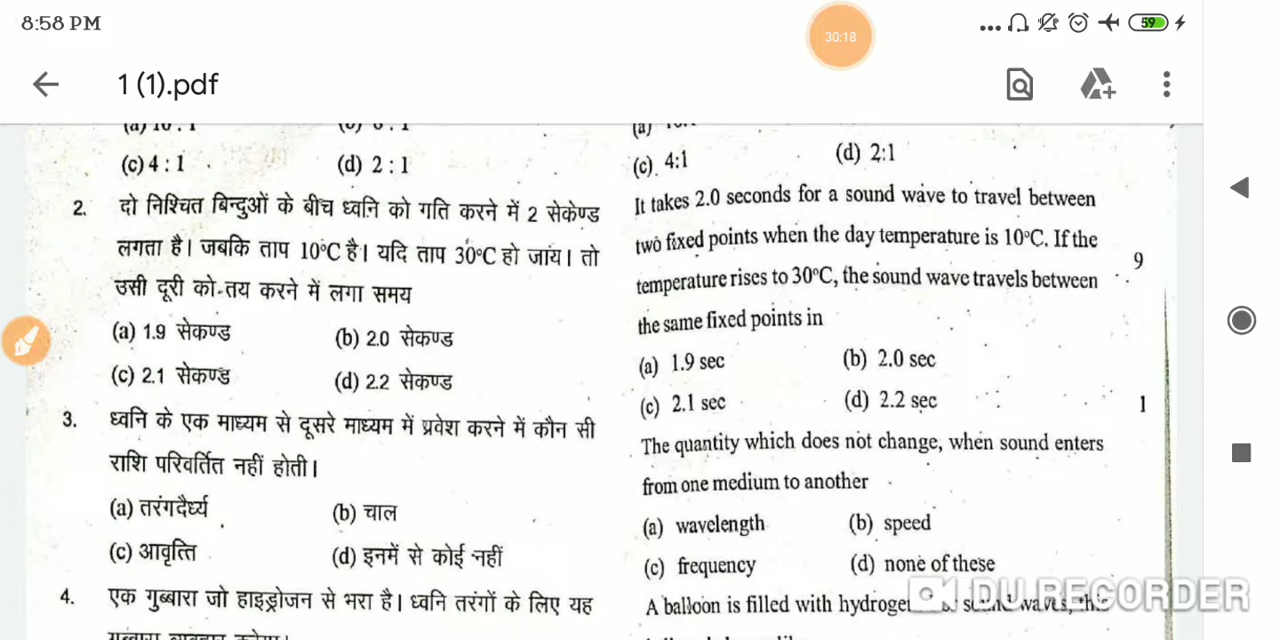 8:58 PM
30:18
59
1 (1).pdf
(c) 4 : 1
(d) 2 : 1
2. दो निश्चित बिन्दुओं के बीच ध्वनि को गति करने में 2 सेकेण्ड
लगता है। जबकि ताप 10°C है। यदि ताप 30°C हो जाय। तो
उसी दूरी को तय करने में लगा समय
(a) 1.9 सेकण्ड
(b) 2.0 सेकण्ड
(c) 2.1 सेकण्ड
(d) 2.2 सेकण्ड
3. ध्वनि के एक माध्यम से दूसरे माध्यम में प्रवेश करने में कौन सी
राशि परिवर्तित नहीं होती।
(a) तरंगदैर्ध्य
(b) चाल
(c) आवृत्ति
(d) इनमें से कोई नहीं
4. एक गुब्बारा जो हाइड्रोजन से भरा है। ध्वनि तरंगों के लिए यह
(c) 4:1
(d) 2:1
It takes 2.0 seconds for a sound wave to travel between
two fixed points when the day temperature is 10°C. If the
temperature rises to 30°C, the sound wave travels between
the same fixed points in
(a) 1.9 sec
(b) 2.0 sec
(c) 2.1 sec
(d) 2.2 sec
The quantity which does not change, when sound enters
from one medium to another
(a) wavelength
(b) speed
(c) frequency
(d) none of these
A balloon is filled with hydrogen sound waves, this
9
1
DU RECORDER